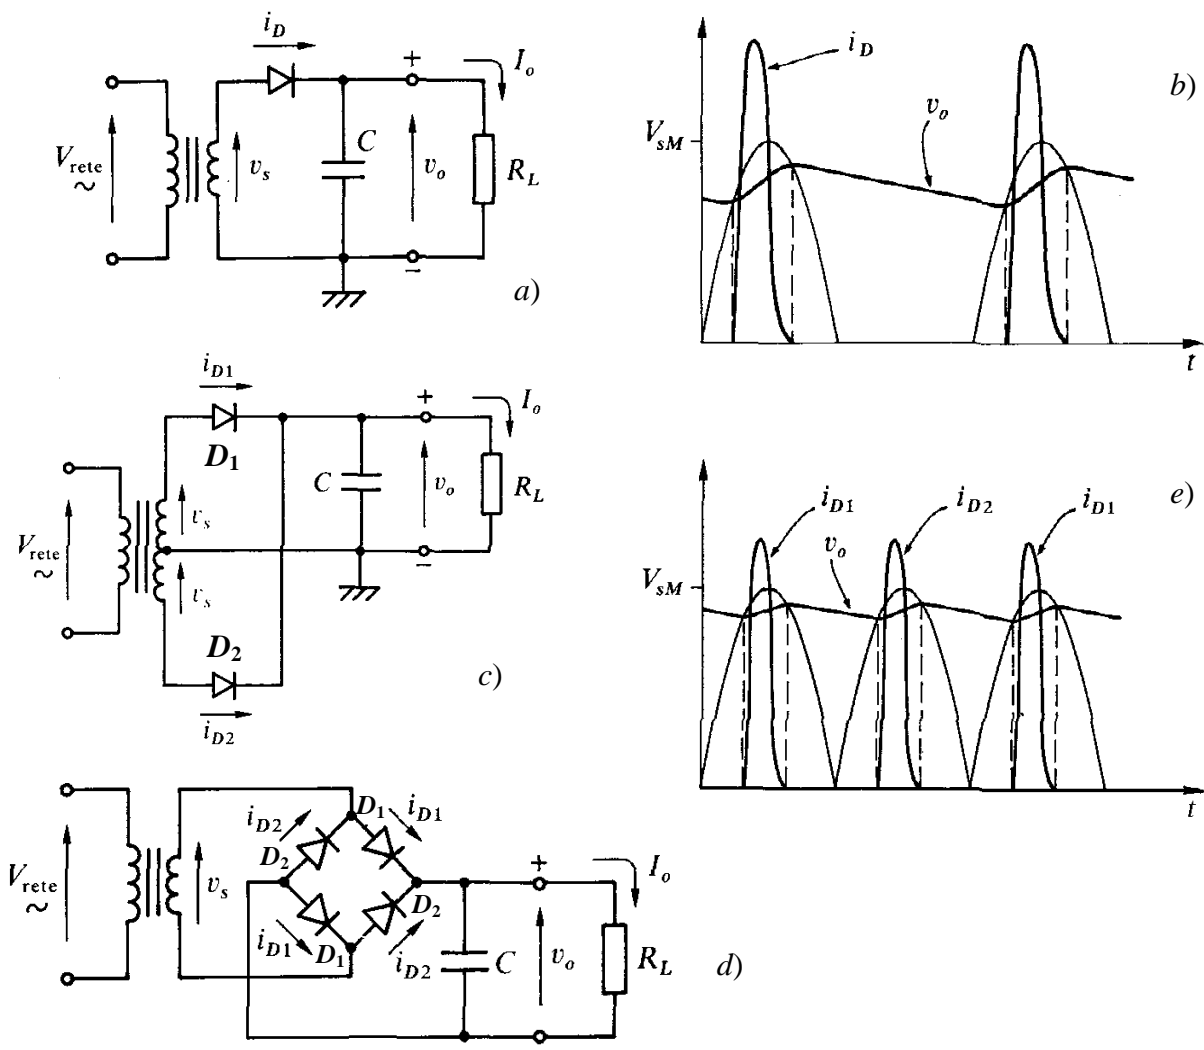 i_D
+
I_o
V_rete
~
v_s
C
v_o
R_L
−
a)
i_D
b)
v_o
V_sM
t
i_D1
+
I_o
D_1
V_rete
~
v_s
v_s
C
v_o
R_L
−
D_2
c)
i_D2
e)
i_D1
i_D2
i_D1
v_o
V_sM
t
i_D2
D_1
i_D1
D_2
V_rete
~
v_s
+
I_o
i_D1
D_1
i_D2
D_2
C
v_o
R_L
d)